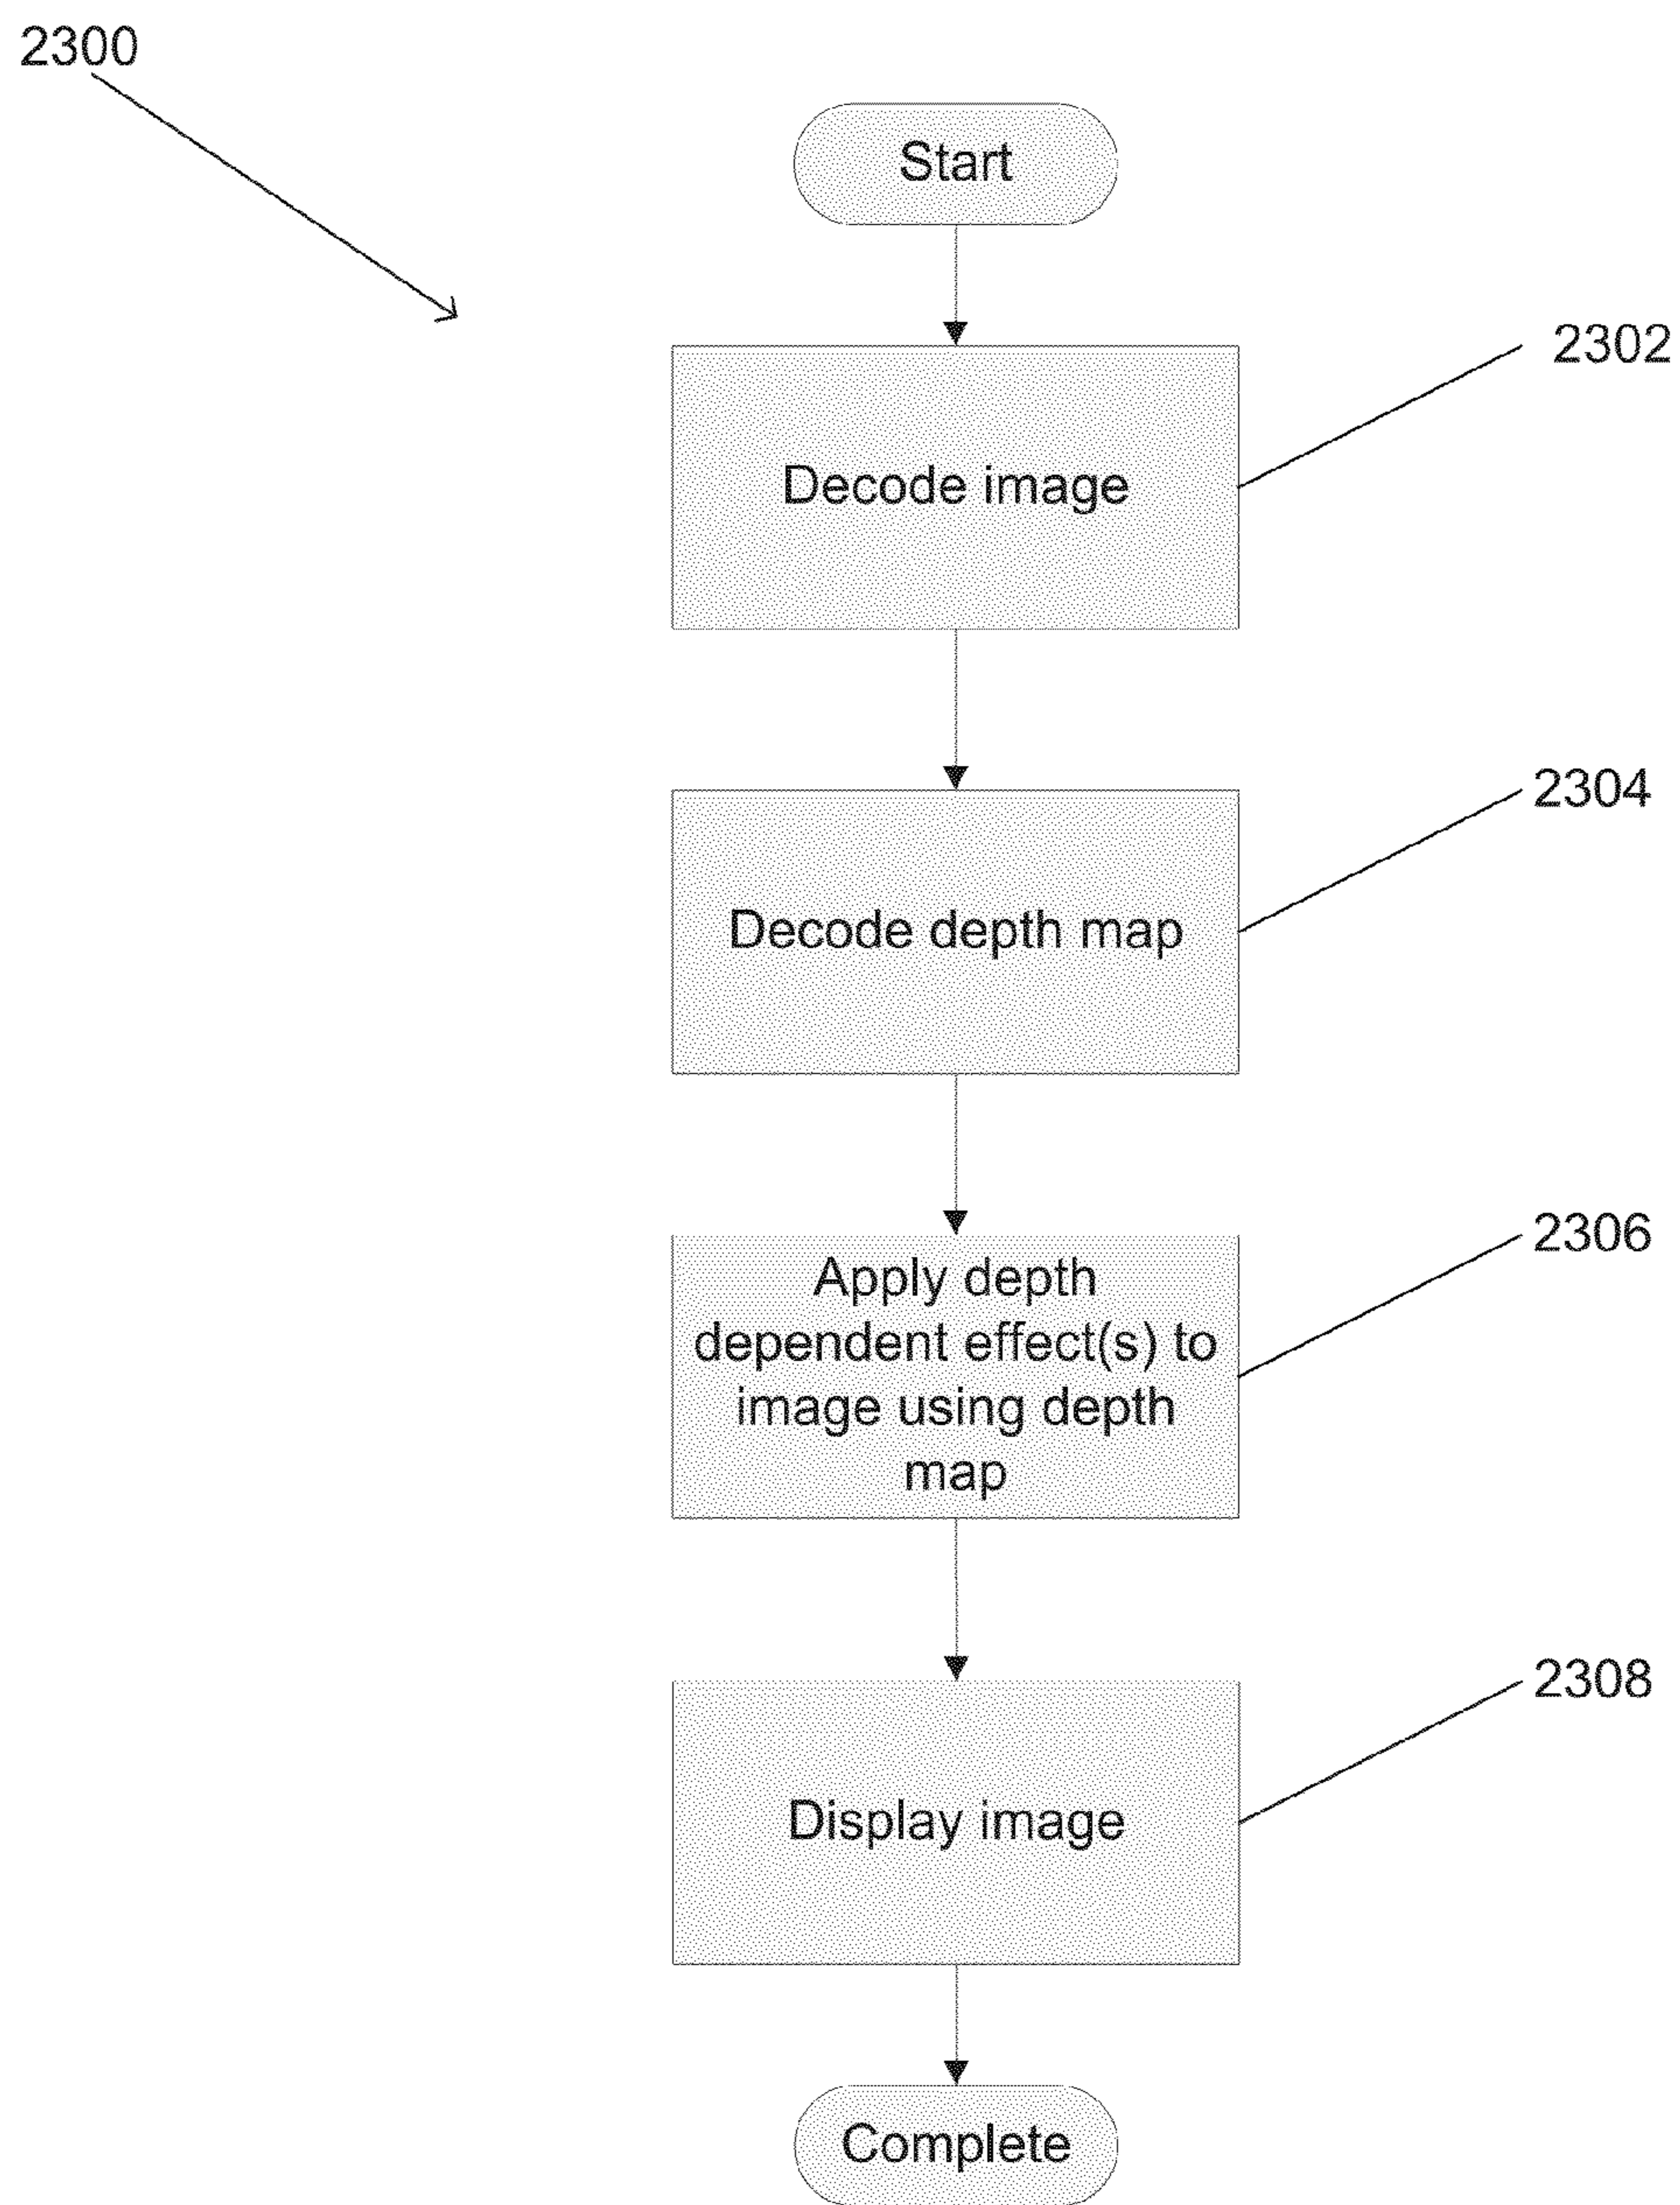 2300
Start
2302
Decode image
2304
Decode depth map
2306
Apply depth
dependent effect(s) to
image using depth
map
2308
Display image
Complete